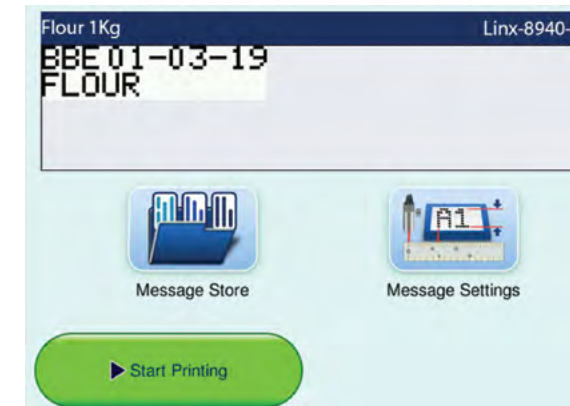 Flour 1Kg Linx-8940-
BBE 01-03-19
FLOUR
A1
Message Store Message Settings
Start Printing